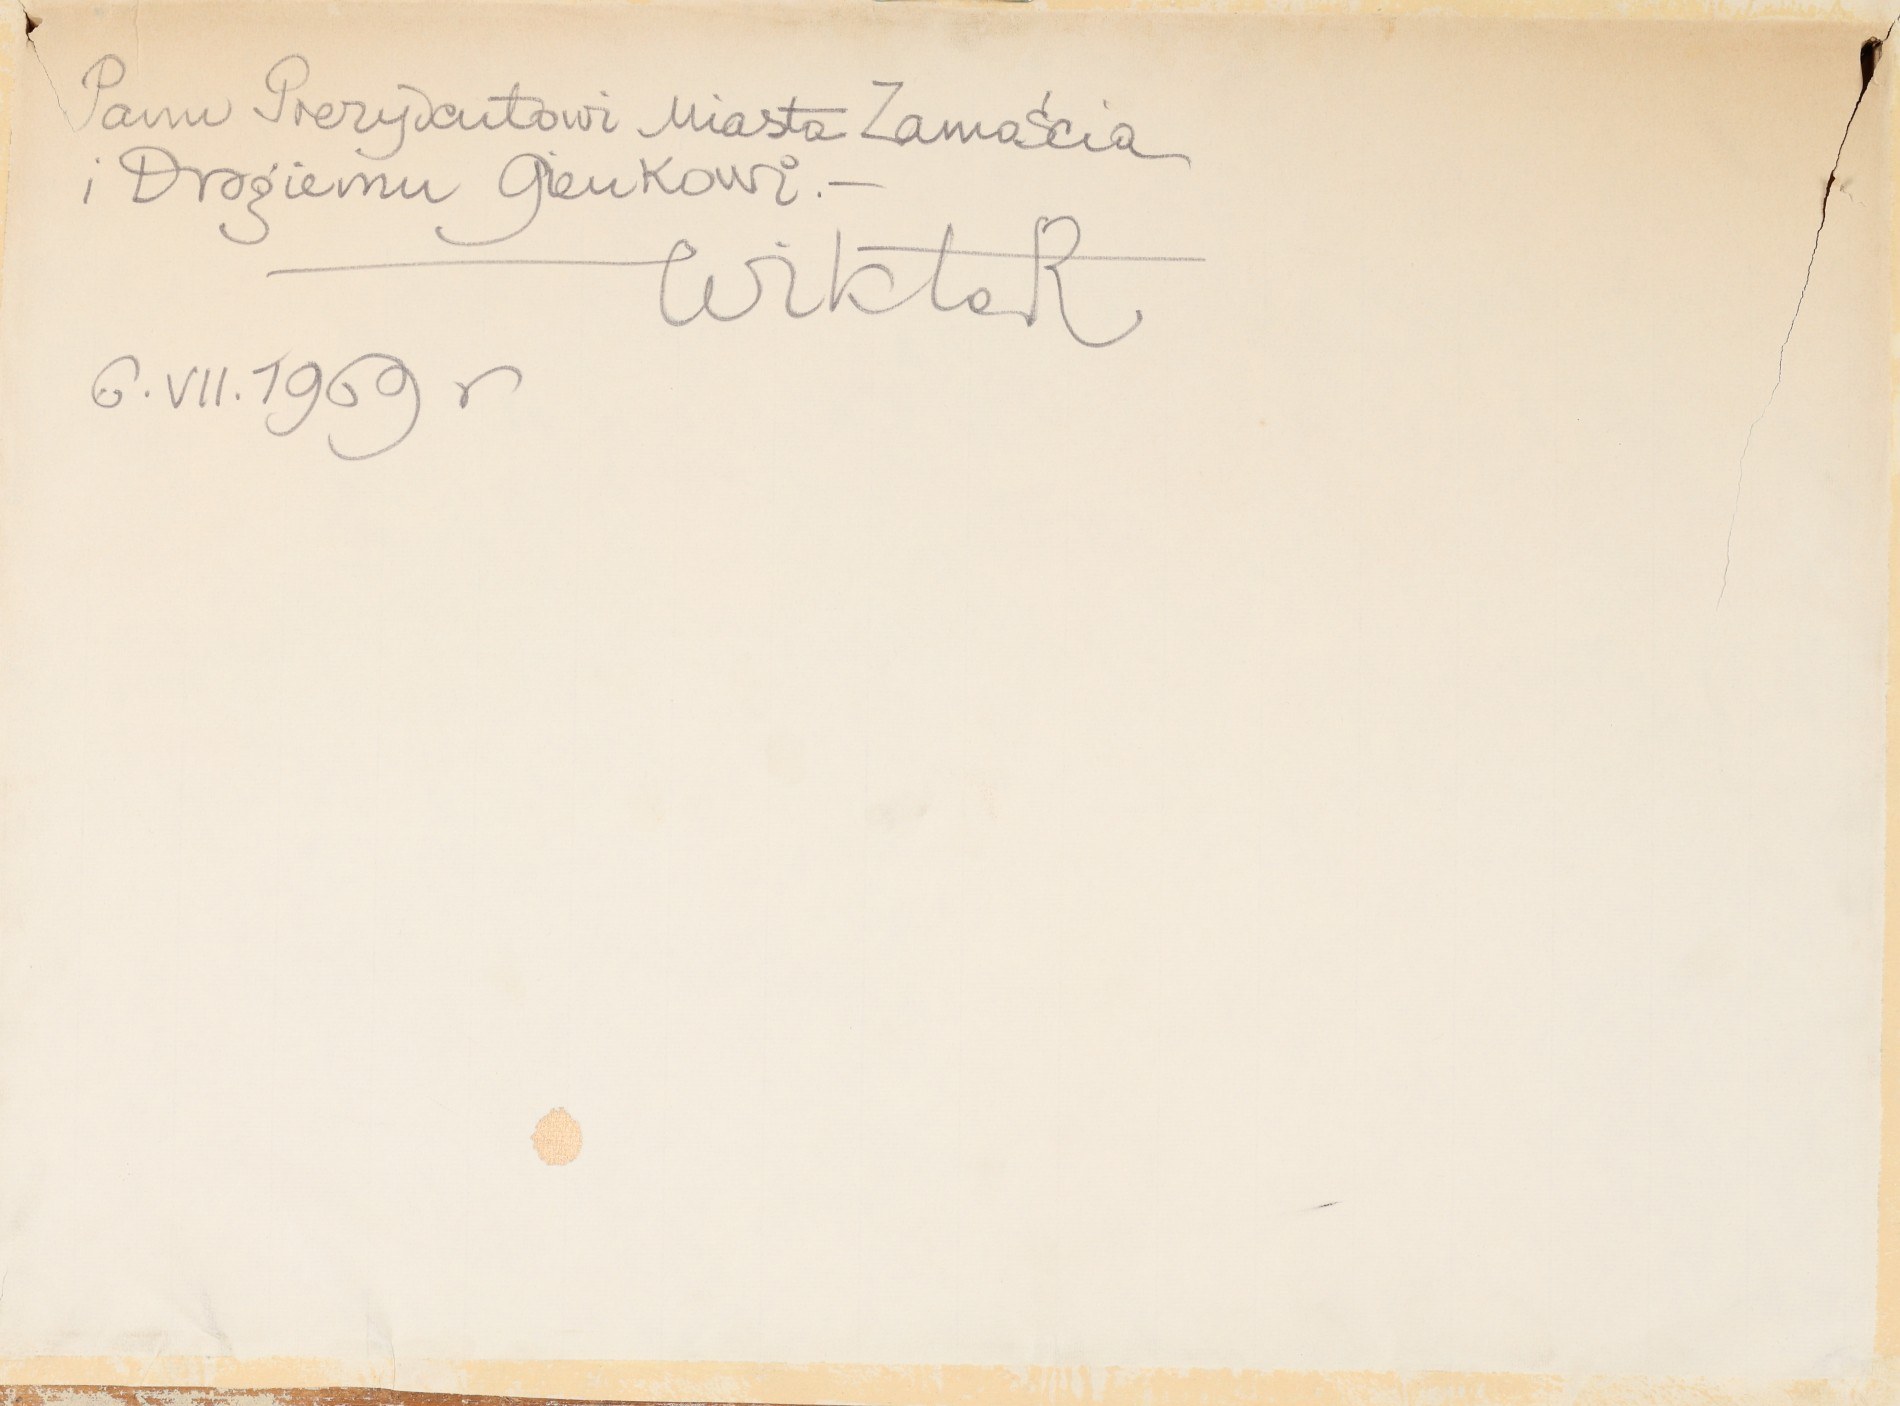 Panu Prezydentowi Miasta Zamościa
i Drogiemu Gienkowi.—
WiktoR
6.VII.1969 r